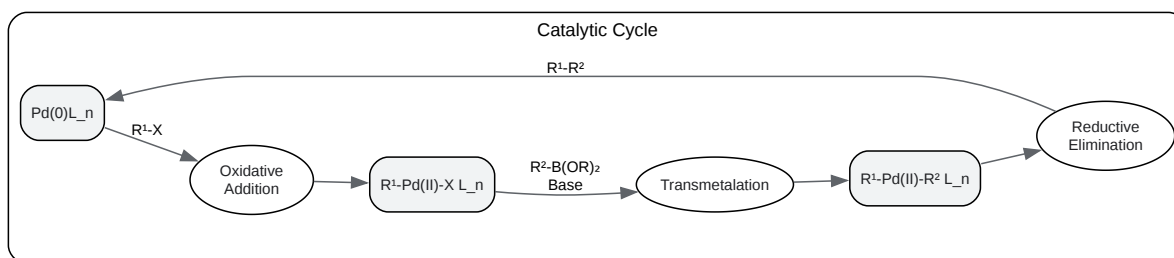 Catalytic Cycle
R¹-R²
Pd(0)L_n
R¹-X
Oxidative
Addition
R¹-Pd(II)-X L_n
R²-B(OR)₂
Base
Transmetalation
R¹-Pd(II)-R² L_n
Reductive
Elimination